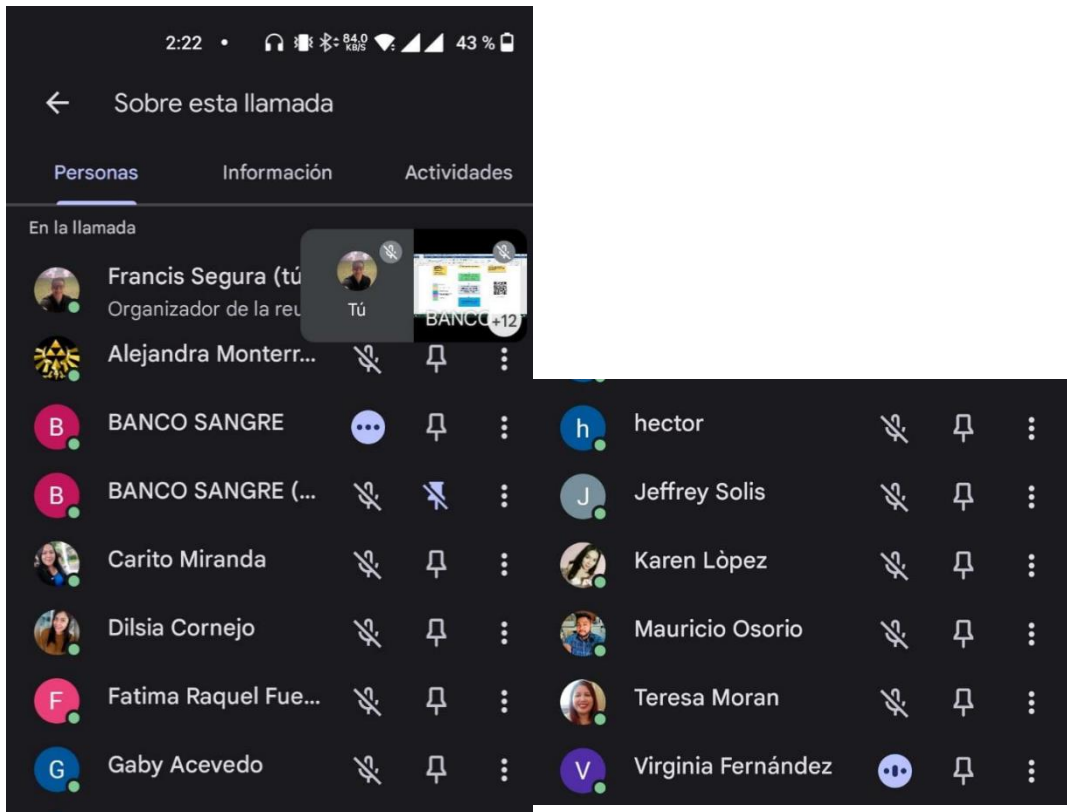 2:22
84,0
KB/S
43 %
Sobre esta llamada
Personas
Información
Actividades
En la llamada
Francis Segura (tú
Organizador de la reu
Tú
BANCO
+12
Alejandra Monterr...
B
BANCO SANGRE
B
BANCO SANGRE (...
Carito Miranda
Dilsia Cornejo
F
Fatima Raquel Fue...
G
Gaby Acevedo
h
hector
J
Jeffrey Solis
Karen Lòpez
Mauricio Osorio
Teresa Moran
V
Virginia Fernández